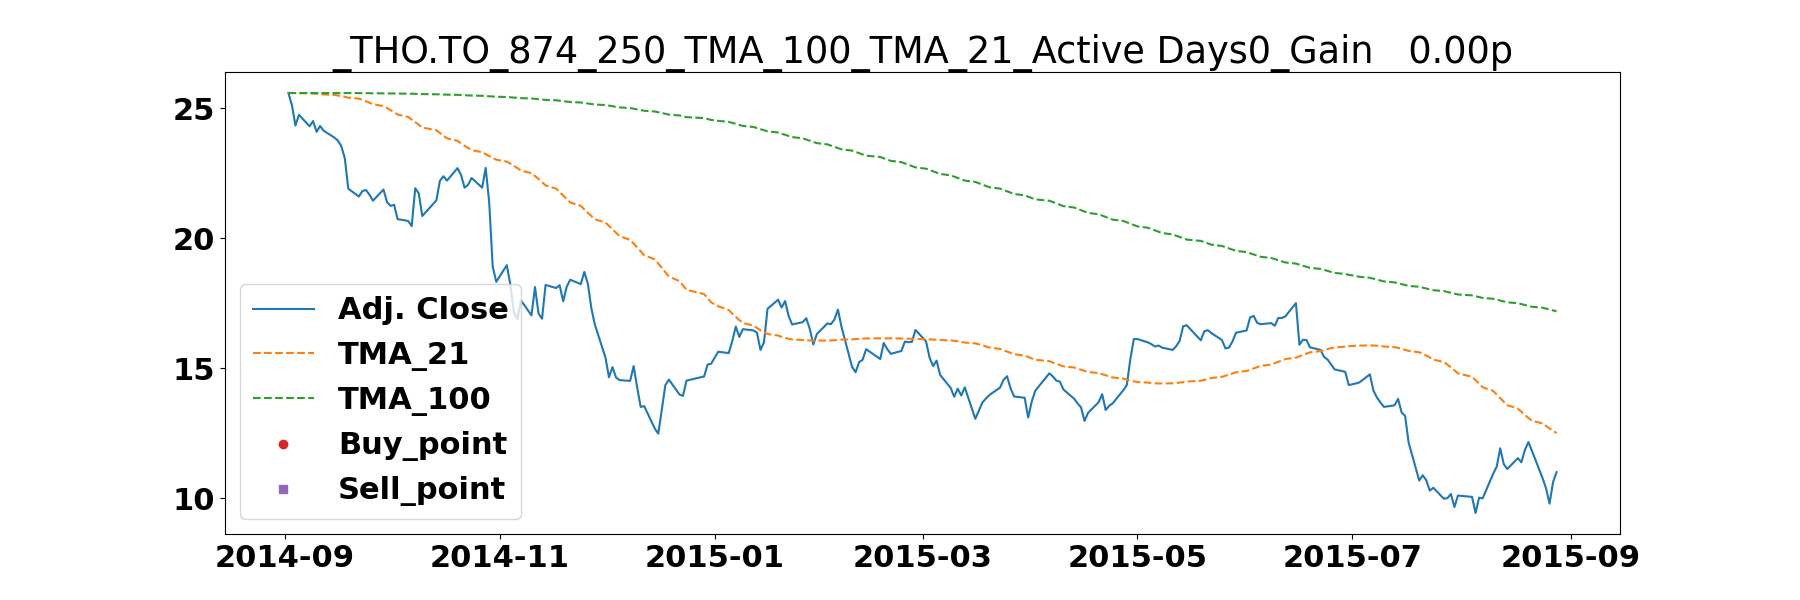 _THO.TO_874_250_TMA_100_TMA_21_Active Days0_Gain   0.00p
25
20
15
10
Adj. Close
TMA_21
TMA_100
Buy_point
Sell_point
2014-09 2014-11 2015-01 2015-03 2015-05 2015-07 2015-09